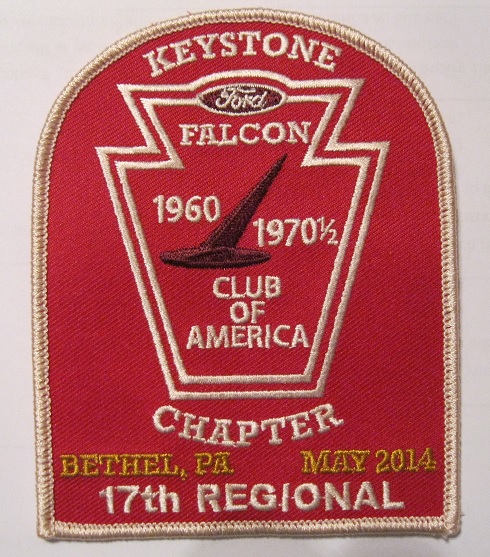 KEYSTONE
Ford
FALCON
1960
1970½
CLUB
OF
AMERICA
CHAPTER
BETHEL, PA MAY 2014
17th REGIONAL